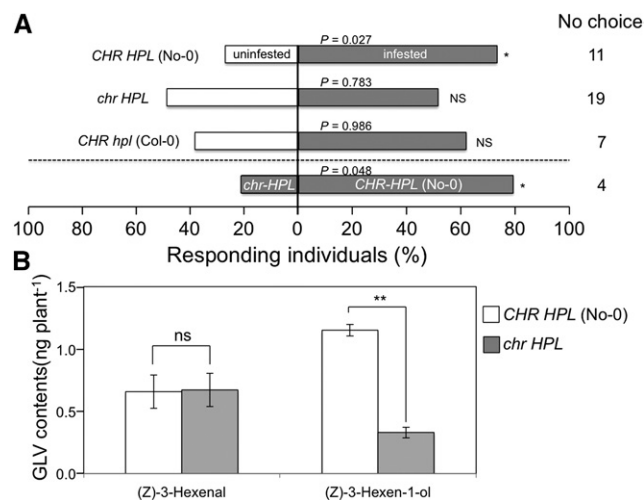 A
No choice
P = 0.027
CHR HPL (No-0) uninfested infested * 11
P = 0.783
chr HPL NS 19
P = 0.986
CHR hpl (Col-0) NS 7
P = 0.048
chr-HPL CHR-HPL (No-0) * 4
100 80 60 40 20 0 20 40 60 80 100
Responding individuals (%)
B
GLV contents(ng plant⁻¹)
1.5
1.0
0.5
0.0
ns
**
CHR HPL (No-0)
chr HPL
(Z)-3-Hexenal (Z)-3-Hexen-1-ol